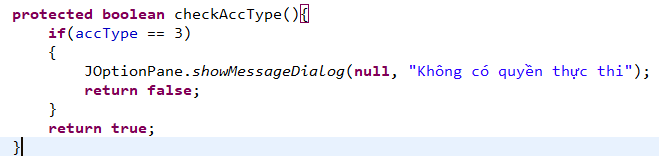 protected boolean checkAccType(){
if(accType == 3)
{
JOptionPane.showMessageDialog(null, "Không có quyền thực thi");
return false;
}
return true;
}